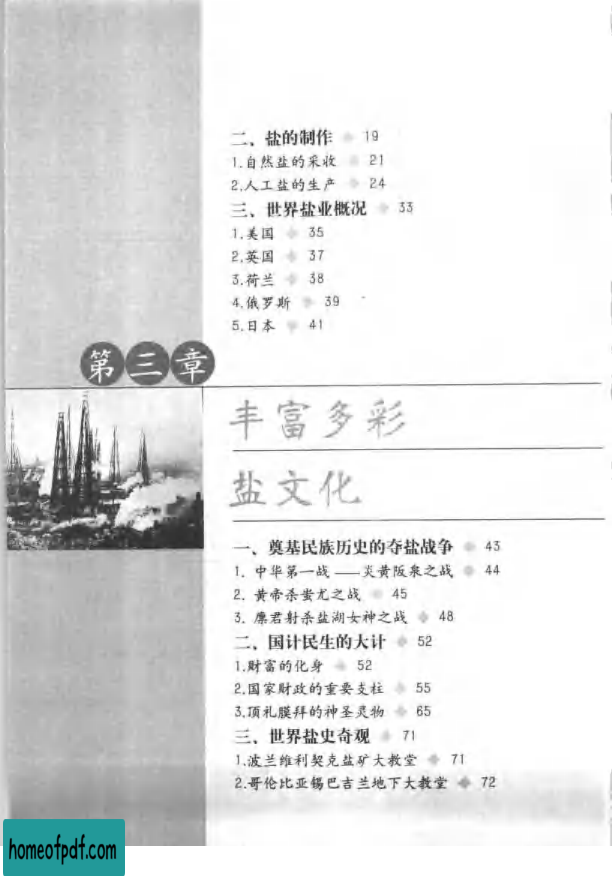 二、盐的制作 19
1.自然盐的采收 21
2.人工盐的生产 24
三、世界盐业概况 33
1.美国 35
2.英国 37
3.荷兰 38
4.俄罗斯 39
5.日本 41
第三章
丰富多彩
盐文化
一、奠基民族历史的夺盐战争 43
1. 中华第一战——炎黄阪泉之战 44
2. 黄帝杀蚩尤之战 45
3. 廪君射杀盐湖女神之战 48
二、国计民生的大计 52
1.财富的化身 52
2.国家财政的重要支柱 55
3.顶礼膜拜的神圣灵物 65
三、世界盐史奇观 71
1.波兰维利契克盐矿大教堂 71
2.哥伦比亚锡巴吉兰地下大教堂 72
homeofpdf.com